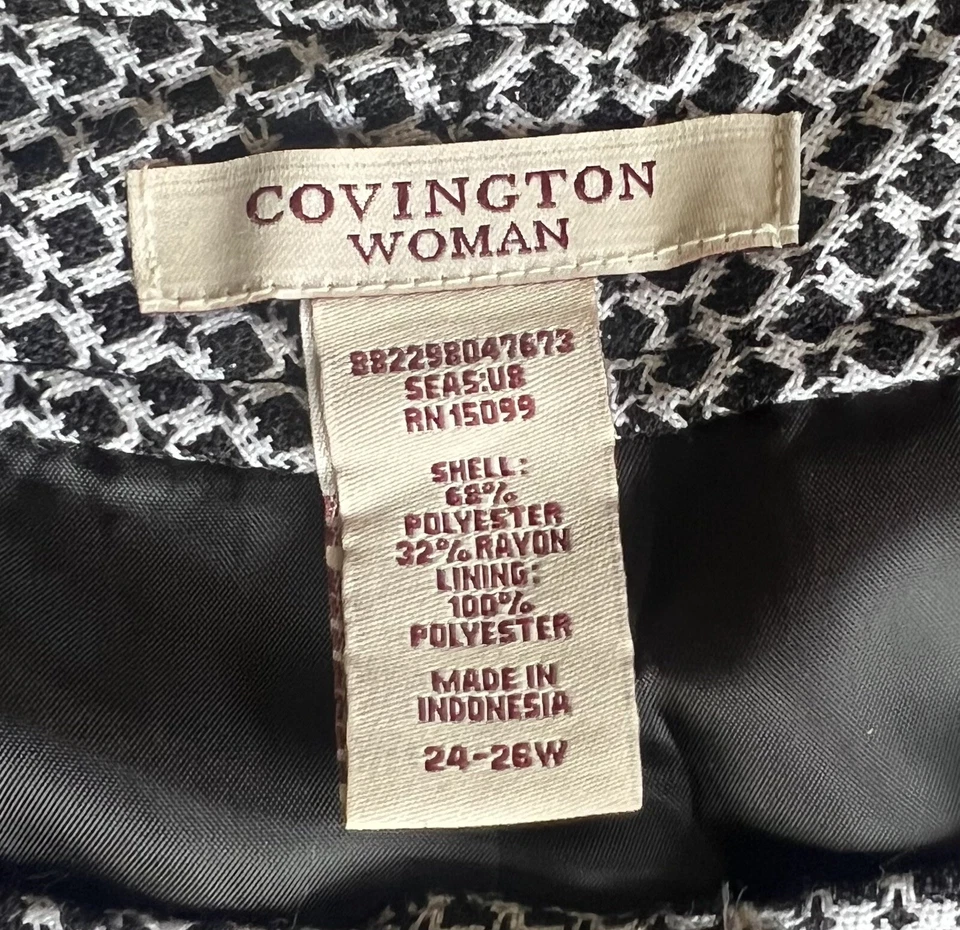 COVINGTON
WOMAN
882298047673
SEAS:U8
RN 15099
SHELL:
68%
POLYESTER
32% RAYON
LINING:
100%
POLYESTER
MADE IN
INDONESIA
24-26W